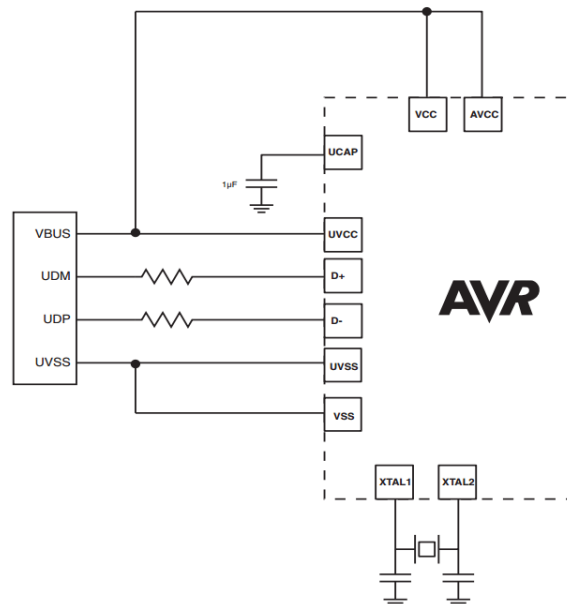 VCC
AVCC
UCAP
1µF
VBUS
UVCC
UDM
D+
UDP
D-
UVSS
UVSS
VSS
AVR
XTAL1
XTAL2